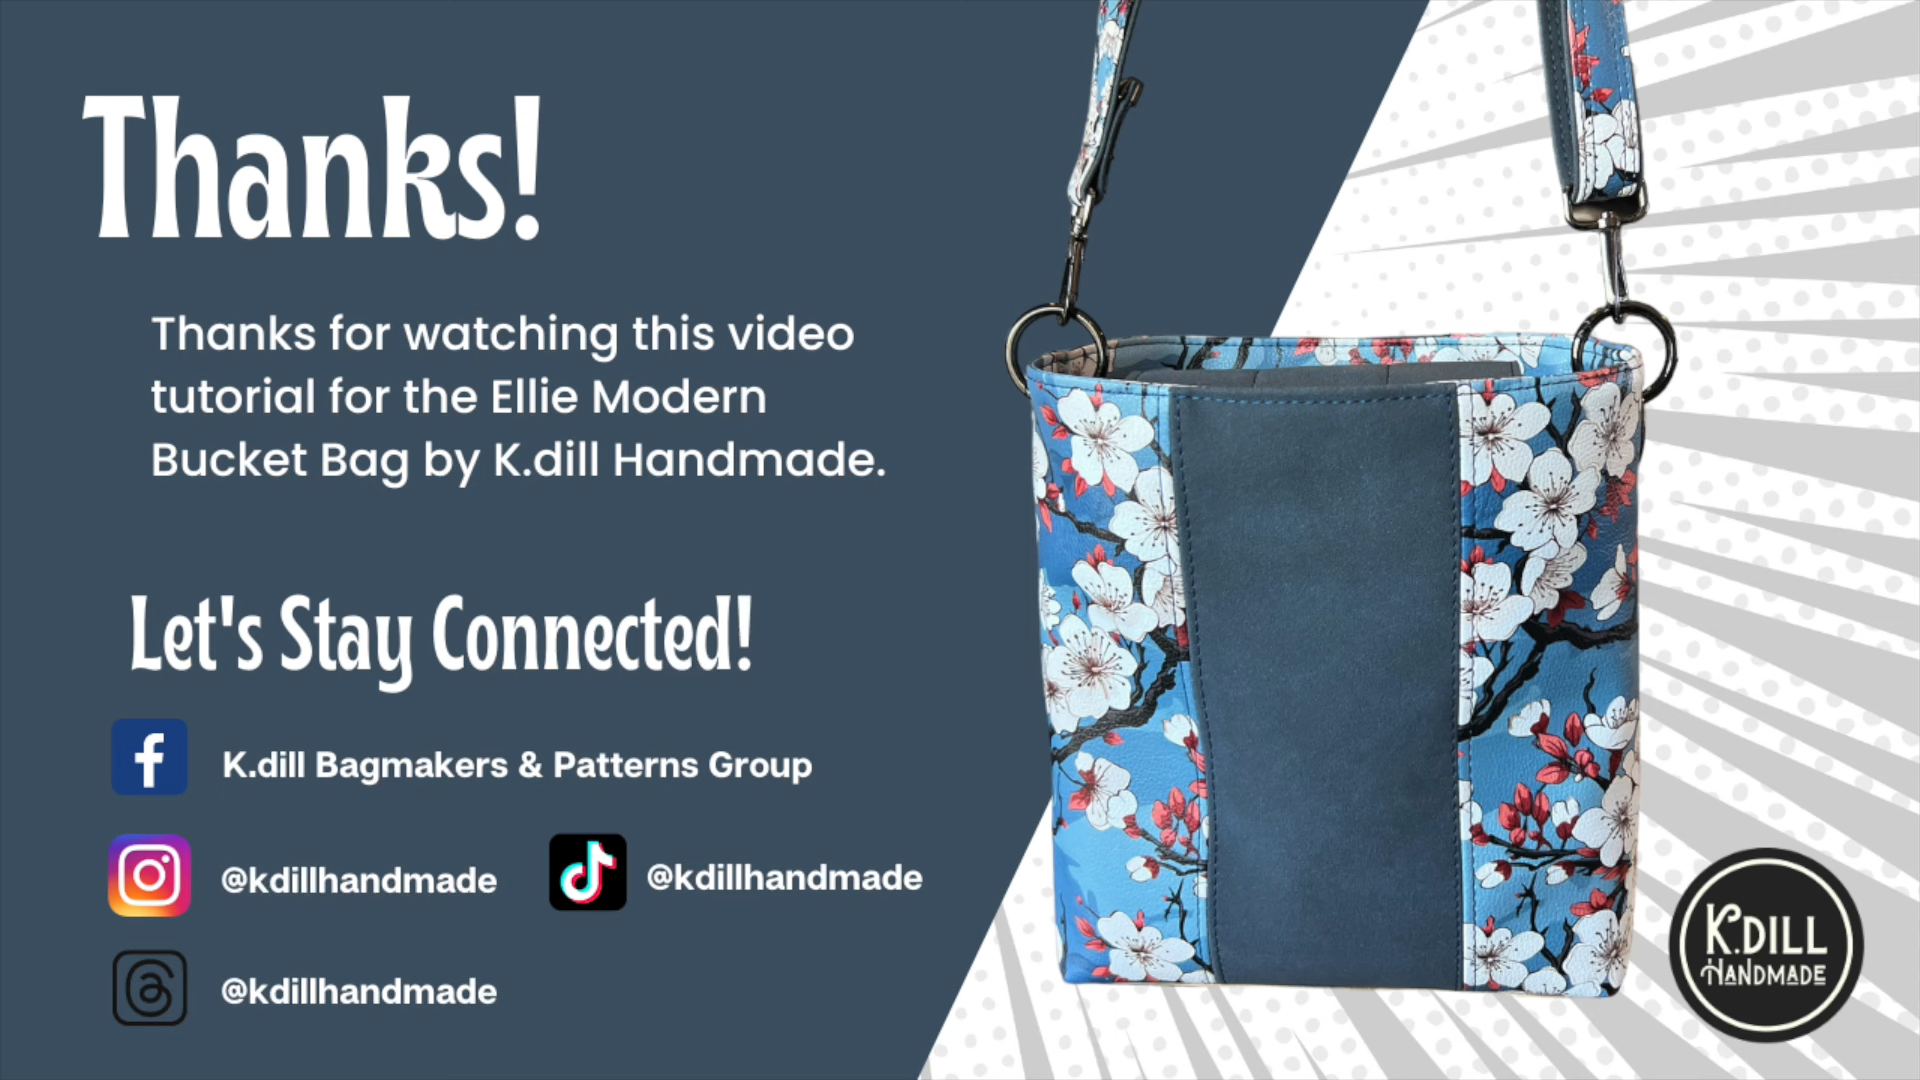 Thanks!
Thanks for watching this video
tutorial for the Ellie Modern
Bucket Bag by K.dill Handmade.
Let's Stay Connected!
K.dill Bagmakers & Patterns Group
@kdillhandmade
@kdillhandmade
@kdillhandmade
K.DILL
HANDMADE